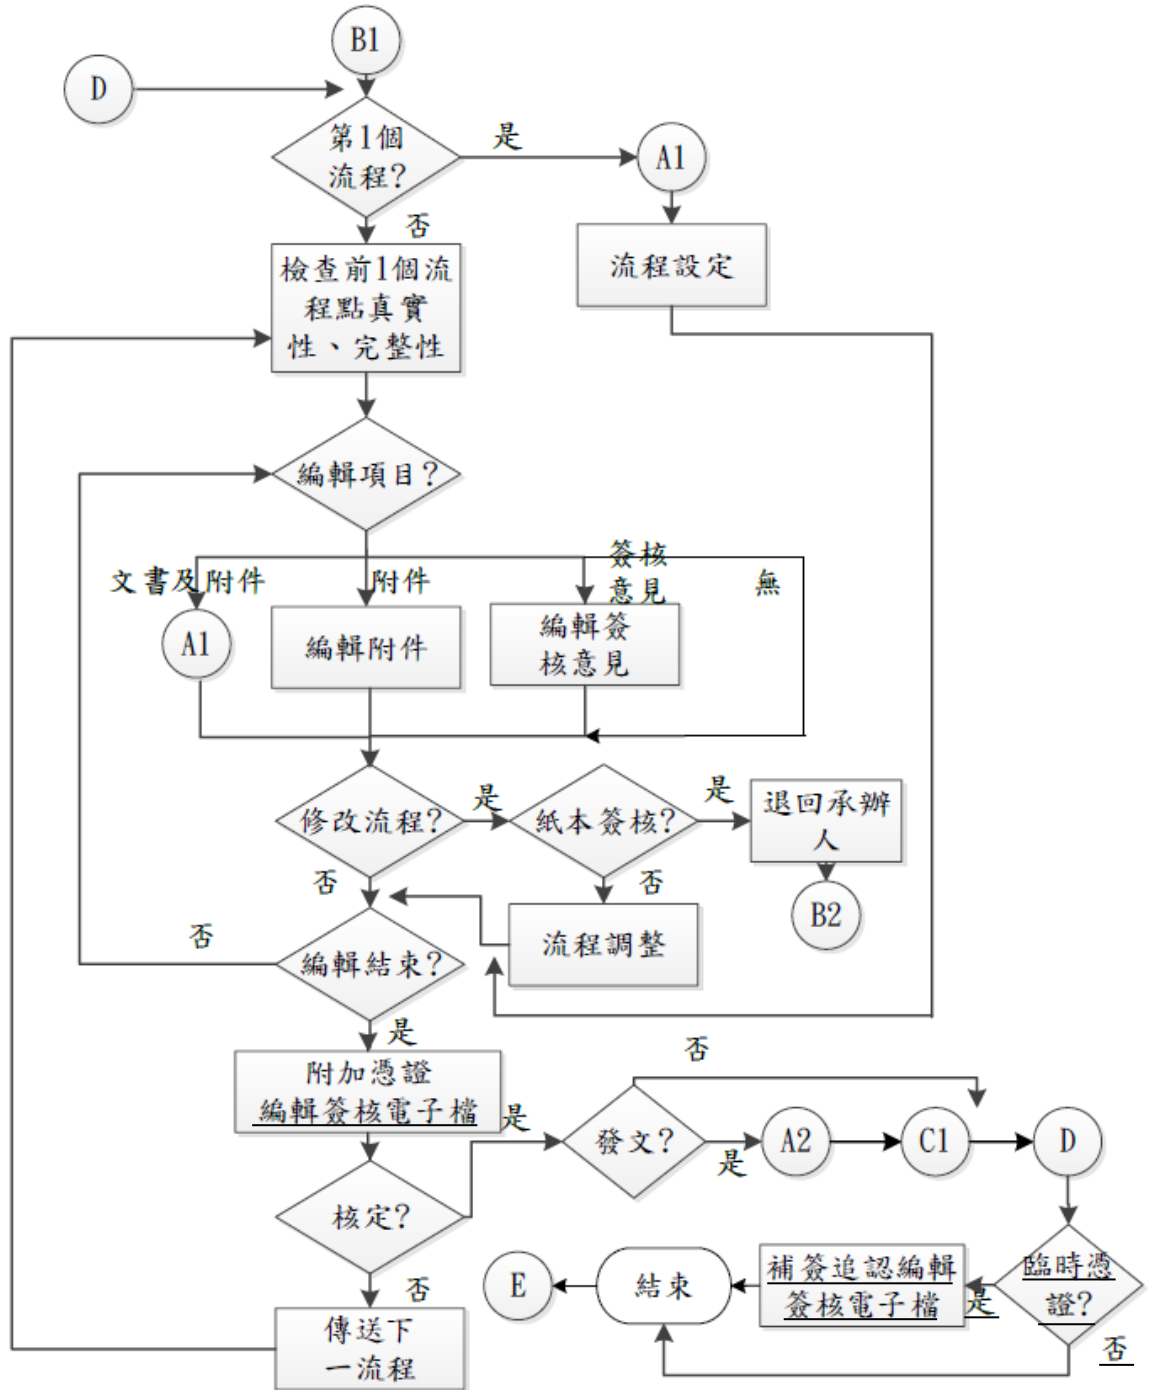 B1
D
第1個
流程?
是
A1
否
流程設定
檢查前1個流
程點真實
性、完整性
編輯項目?
文書及附件
附件
簽核
意見
無
A1
編輯附件
編輯簽
核意見
修改流程?
是
紙本簽核?
是
退回承辦
人
否
否
B2
流程調整
否
編輯結束?
是
附加憑證
編輯簽核電子檔
否
是
發文?
是
A2
C1
D
核定?
否
傳送下
一流程
E
結束
補簽追認編輯
簽核電子檔
是
臨時憑
證?
否